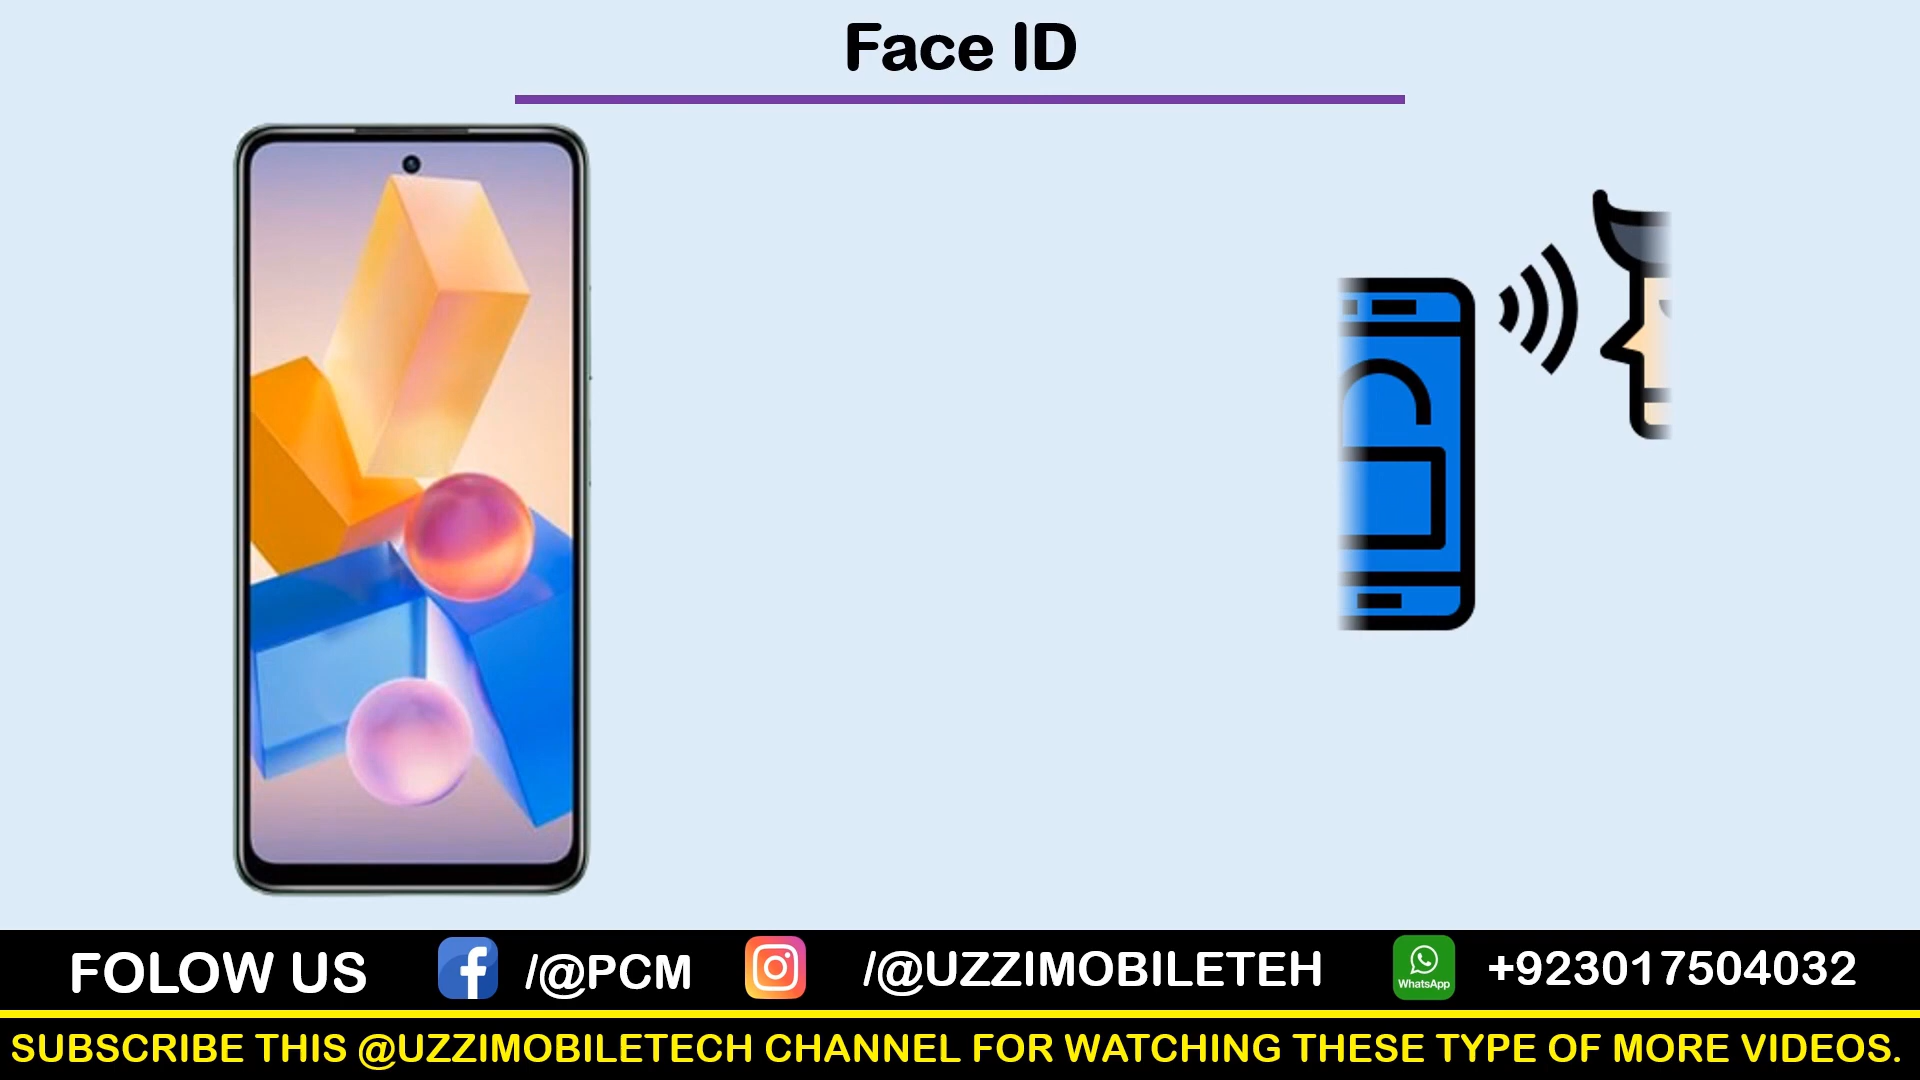 Face ID
FOLOW US /@PCM /@UZZIMOBILETEH WhatsApp +923017504032
SUBSCRIBE THIS @UZZIMOBILETECH CHANNEL FOR WATCHING THESE TYPE OF MORE VIDEOS.